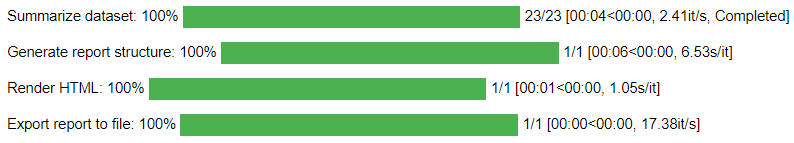 Summarize dataset: 100% 23/23 [00:04<00:00, 2.41it/s, Completed]
Generate report structure: 100% 1/1 [00:06<00:00, 6.53s/it]
Render HTML: 100% 1/1 [00:01<00:00, 1.05s/it]
Export report to file: 100% 1/1 [00:00<00:00, 17.38it/s]